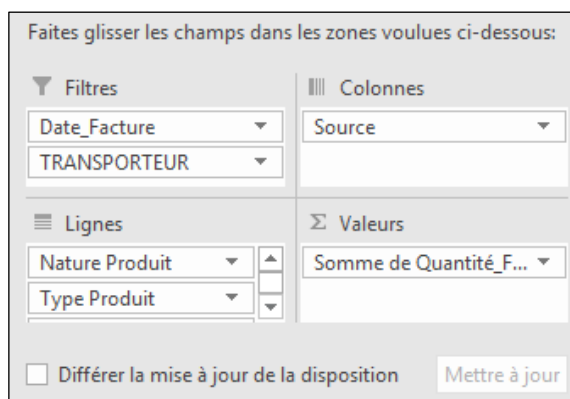 Faites glisser les champs dans les zones voulues ci-dessous:
Filtres
Date_Facture
TRANSPORTEUR
Colonnes
Source
Lignes
Nature Produit
Type Produit
Σ Valeurs
Somme de Quantité_F...
Différer la mise à jour de la disposition
Mettre à jour